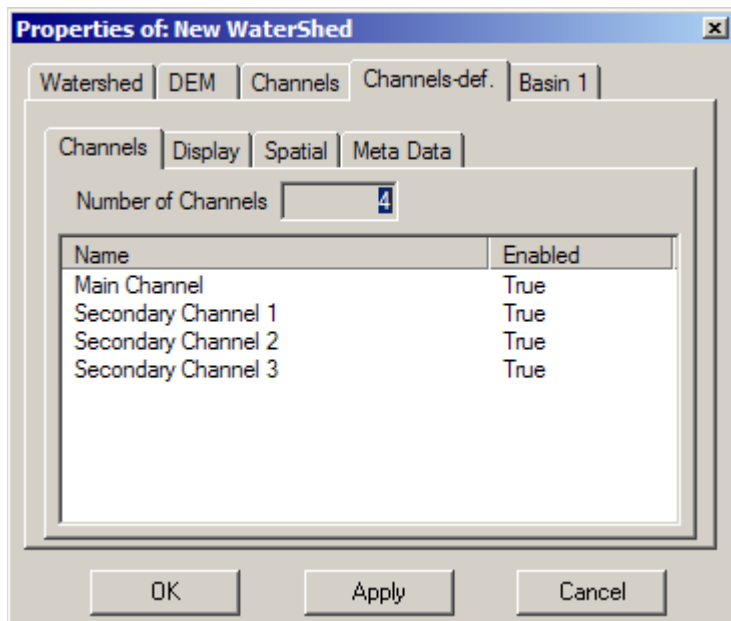 Properties of: New WaterShed
Watershed DEM Channels Channels-def. Basin 1
Channels Display Spatial Meta Data
Number of Channels 4
Name Enabled
Main Channel True
Secondary Channel 1 True
Secondary Channel 2 True
Secondary Channel 3 True
OK Apply Cancel